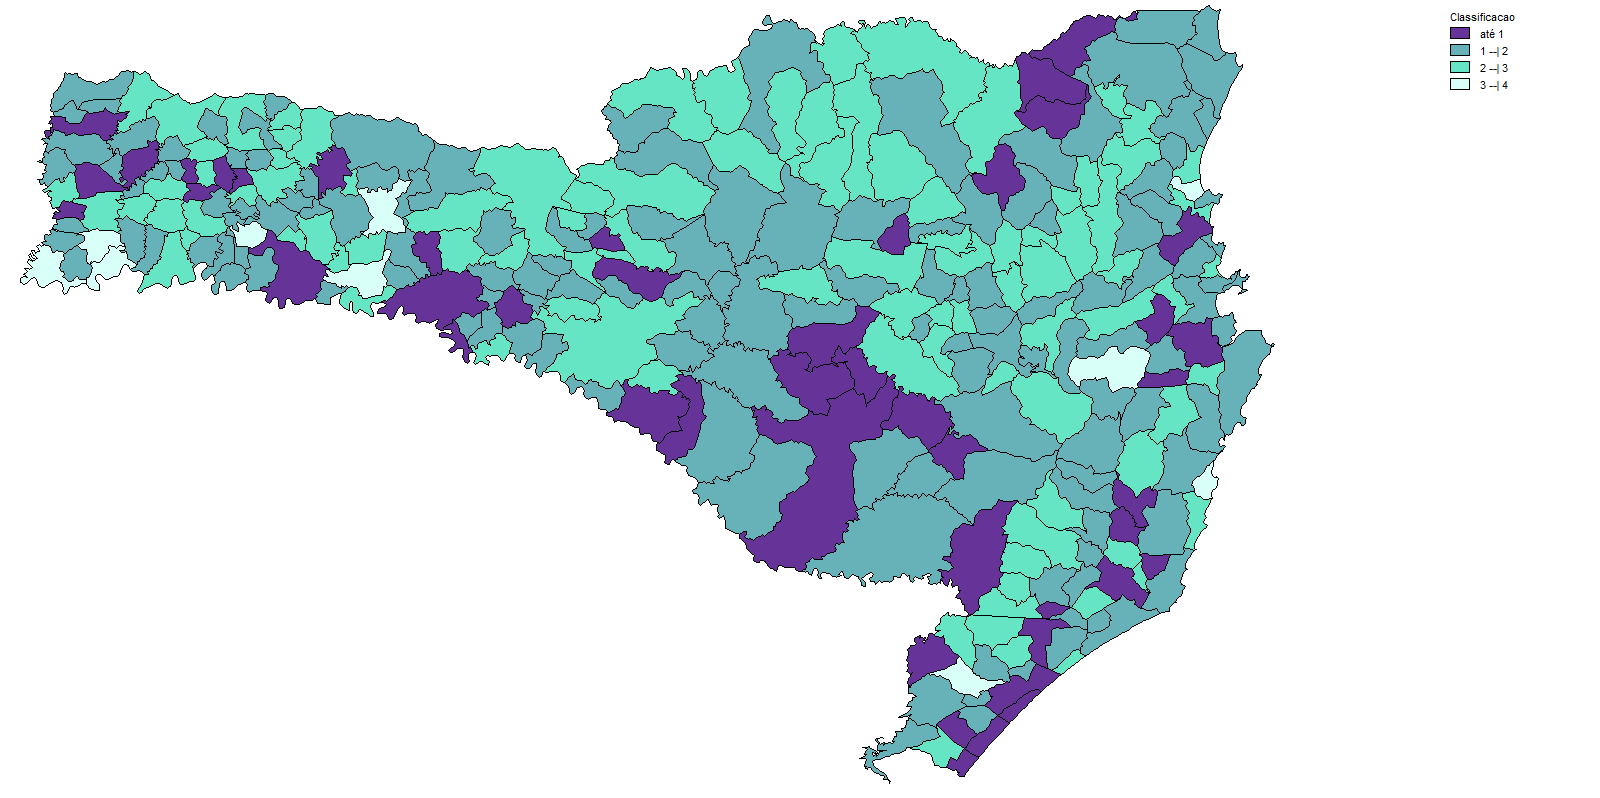 Classificacao
até 1
1 --| 2
2 --| 3
3 --| 4